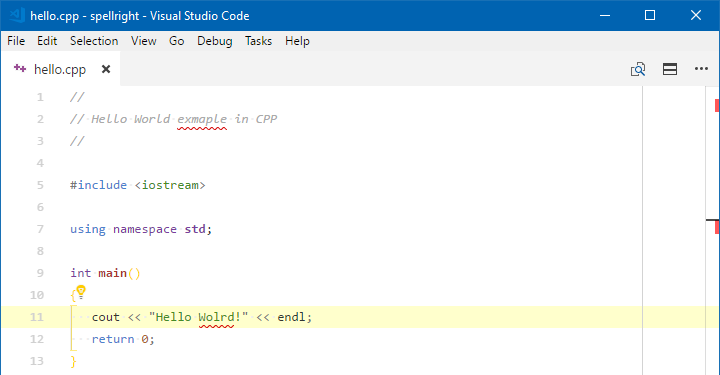 hello.cpp - spellright - Visual Studio Code
File Edit Selection View Go Debug Tasks Help
hello.cpp
1 //
2 // Hello World exmaple in CPP
3 //
4
5 #include <iostream>
6
7 using namespace std;
8
9 int main()
10 {
11 cout << "Hello Wolrd!" << endl;
12 return 0;
13 }